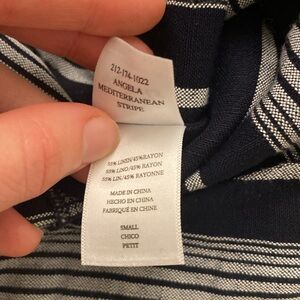 212-174-1022
ANGELA
MEDITERRANEAN
STRIPE
55% LINEN/45% RAYON
55% LINO/45% RAYON
55% LIN/45% RAYONNE
MADE IN CHINA
HECHO EN CHINA
FABRIQUÉ EN CHINE
SMALL
CHICO
PETIT